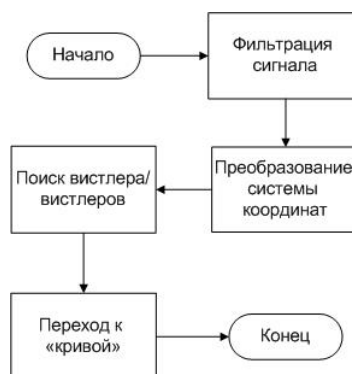 Начало
Фильтрация
сигнала
Преобразование
системы
координат
Поиск вистлера/
вистлеров
Переход к
«кривой»
Конец